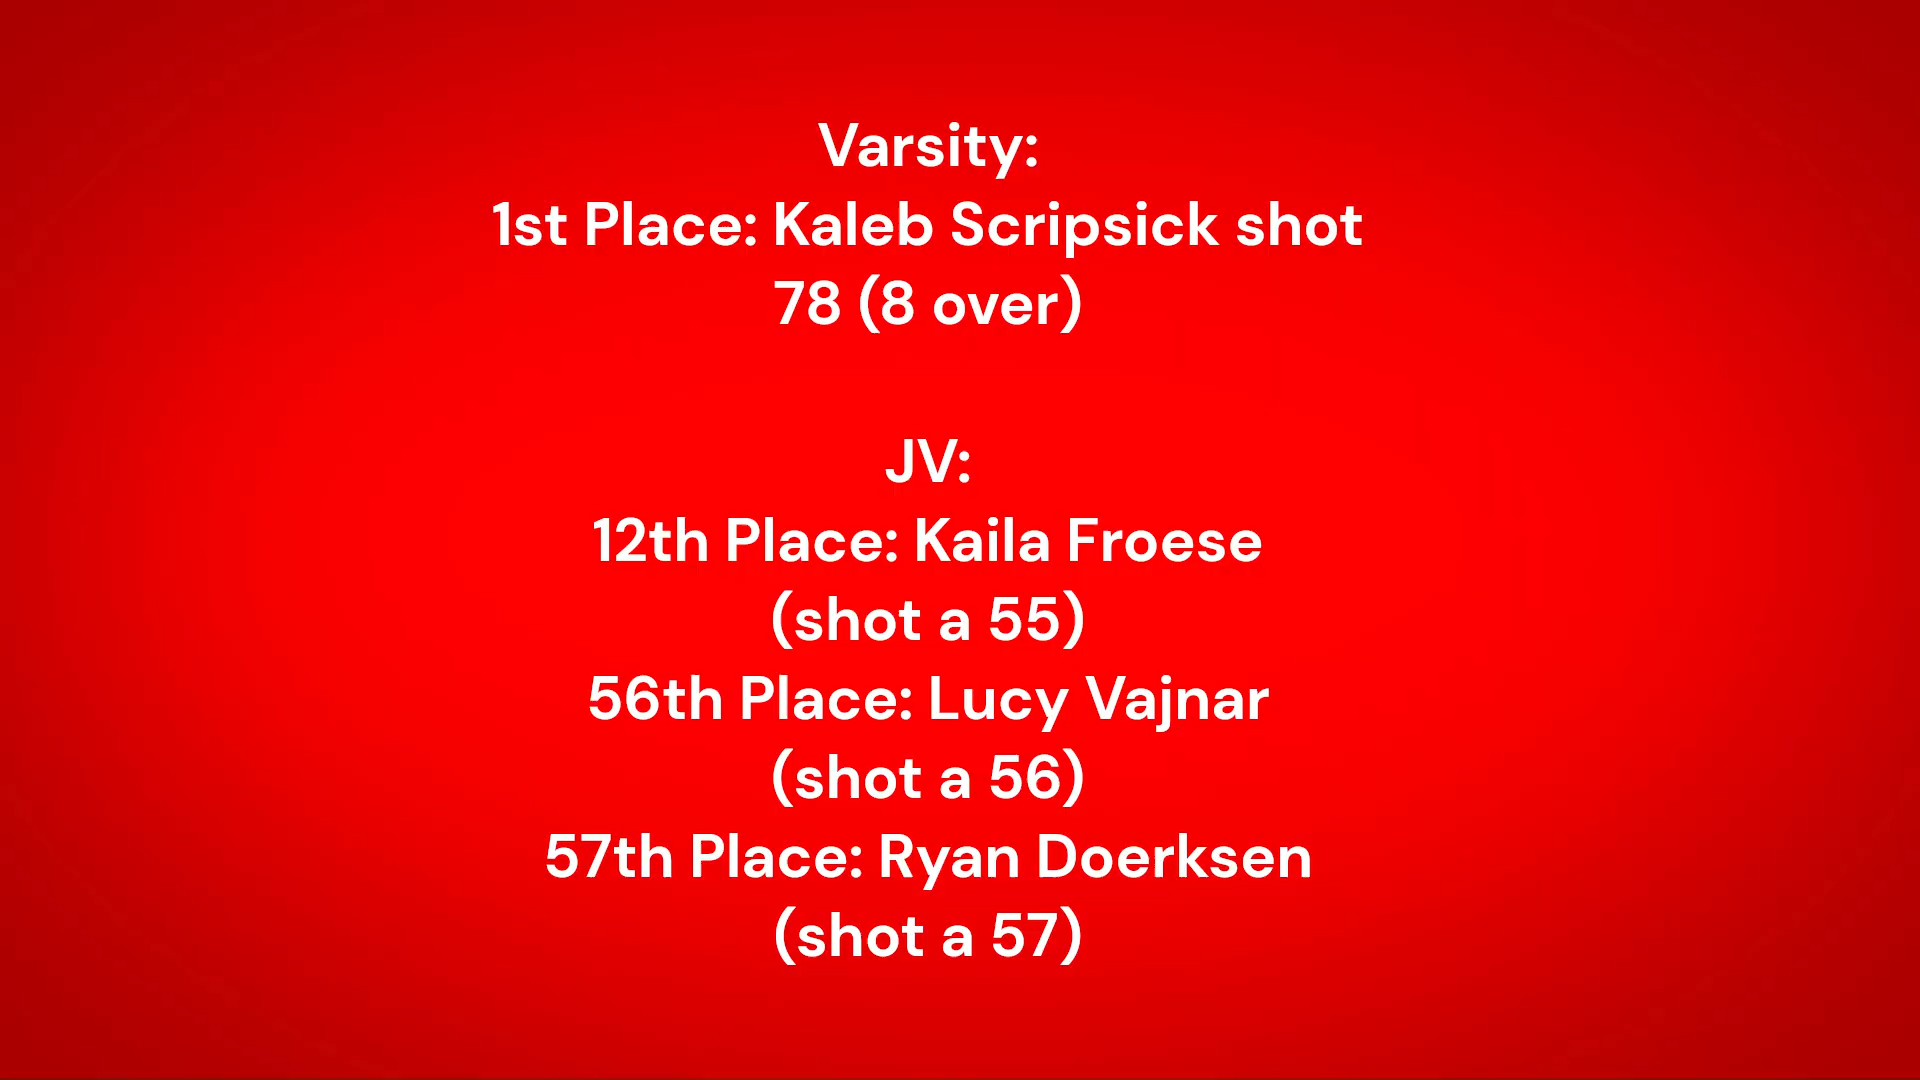 Varsity:
1st Place: Kaleb Scripsick shot
78 (8 over)
JV:
12th Place: Kaila Froese
(shot a 55)
56th Place: Lucy Vajnar
(shot a 56)
57th Place: Ryan Doerksen
(shot a 57)